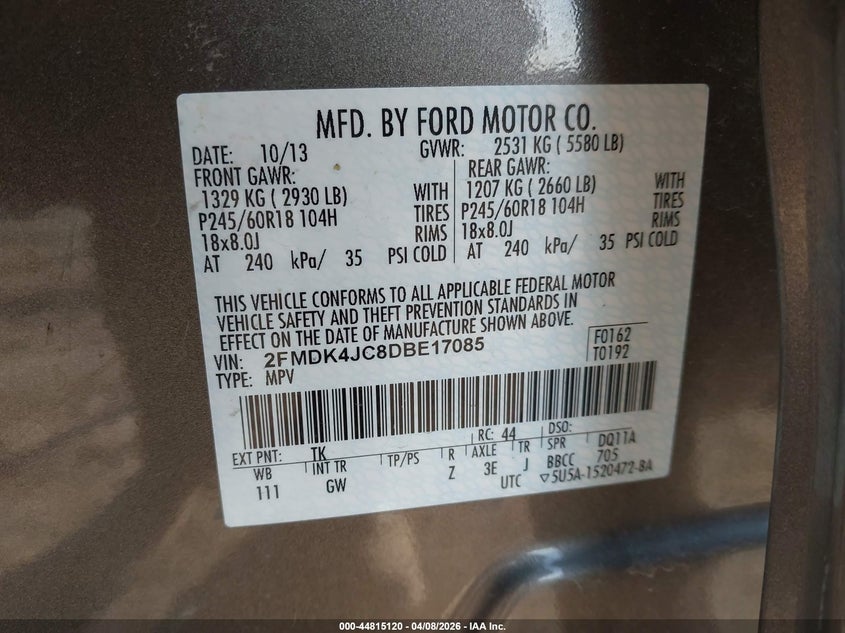 MFD. BY FORD MOTOR CO.
DATE: 10/13 GVWR: 2531 KG ( 5580 LB)
FRONT GAWR: REAR GAWR:
1329 KG ( 2930 LB) WITH 1207 KG ( 2660 LB) WITH
P245/60R18 104H TIRES P245/60R18 104H TIRES
18x8.0J RIMS 18x8.0J RIMS
AT 240 kPa/ 35 PSI COLD AT 240 kPa/ 35 PSI COLD
THIS VEHICLE CONFORMS TO ALL APPLICABLE FEDERAL MOTOR
VEHICLE SAFETY AND THEFT PREVENTION STANDARDS IN
EFFECT ON THE DATE OF MANUFACTURE SHOWN ABOVE.
VIN: 2FMDK4JC8DBE17085 F0162
TYPE: MPV T0192
EXT PNT: TK RC: 44 DSO: DQ11A
WB INT TR TP/PS R AXLE TR SPR 705
111 GW Z 3E J BBCC
UTC ▽5U5A-1520472-BA
000-44815120 - 04/08/2026 - IAA Inc.